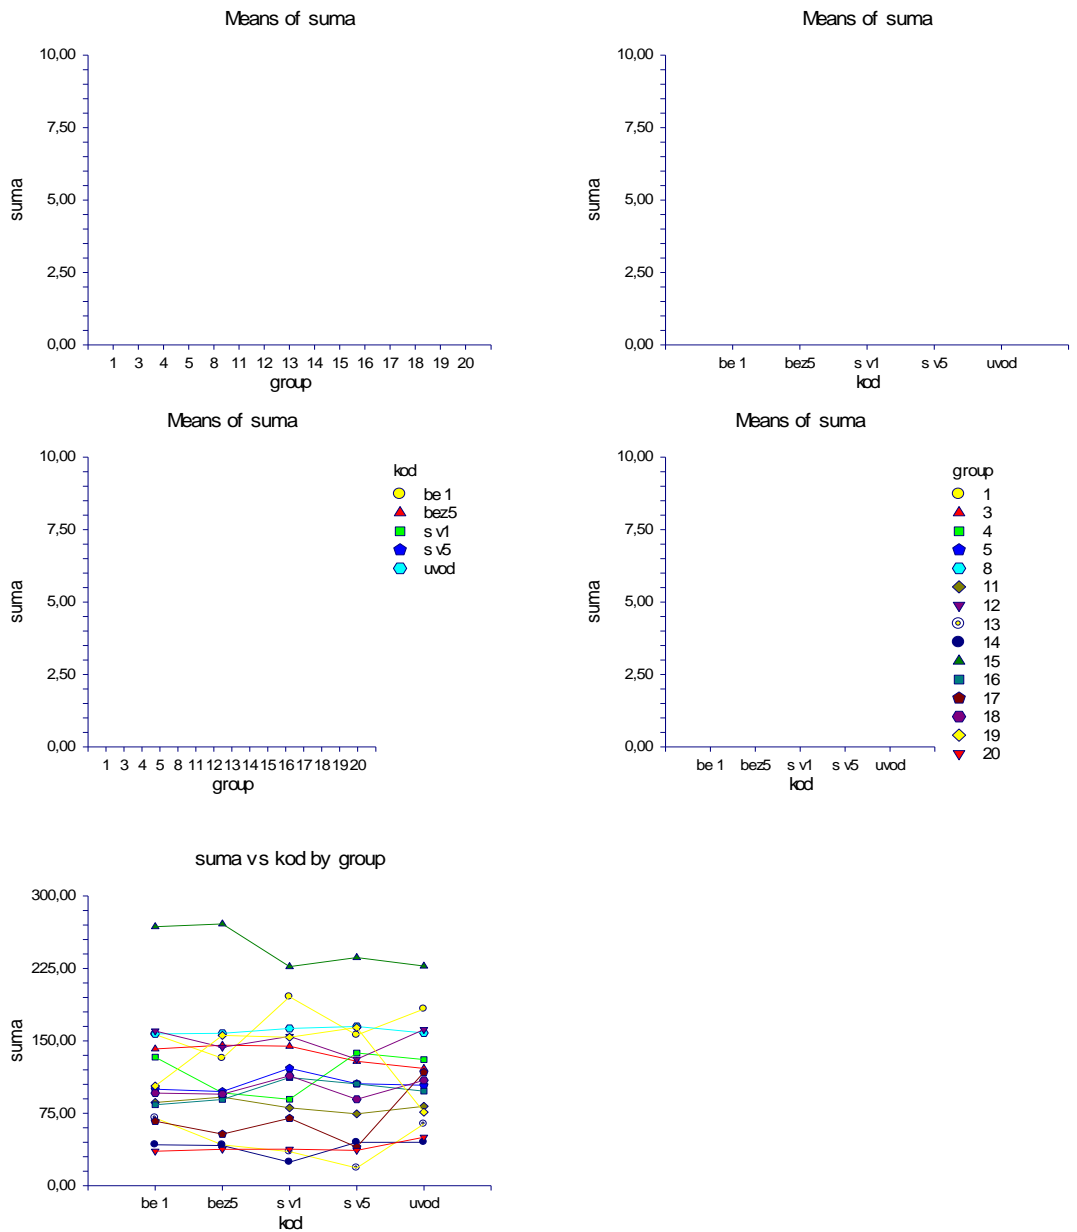 Means of suma
10,00
7,50
5,00
2,50
0,00
suma
1 3 4 5 8 11 12 13 14 15 16 17 18 19 20
group
Means of suma
10,00
7,50
5,00
2,50
0,00
suma
be 1 bez5 s v1 s v5 uvod
kod
Means of suma
10,00
7,50
5,00
2,50
0,00
suma
1 3 4 5 8 11 12 13 14 15 16 17 18 19 20
group
kod
be 1
bez5
s v1
s v5
uvod
Means of suma
10,00
7,50
5,00
2,50
0,00
suma
be 1 bez5 s v1 s v5 uvod
kod
group
1
3
4
5
8
11
12
13
14
15
16
17
18
19
20
suma vs kod by group
300,00
225,00
150,00
75,00
0,00
suma
be 1 bez5 s v1 s v5 uvod
kod